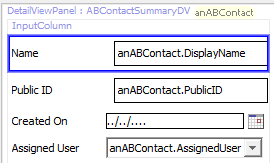 DetailViewPanel : ABContactSummaryDV anABContact
InputColumn
Name anABContact.DisplayName
Public ID anABContact.PublicID
Created On ../../....
Assigned User anABContact.AssignedUser